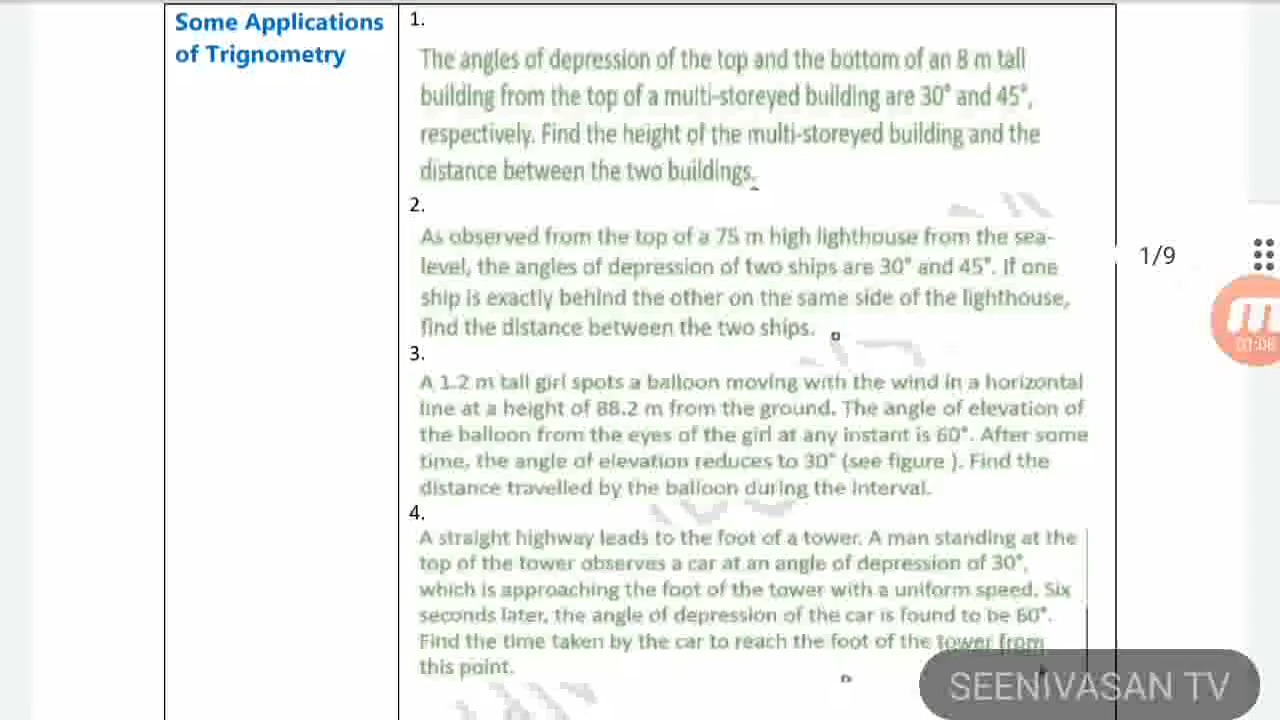 Some Applications
of Trignometry
1.
The angles of depression of the top and the bottom of an 8 m tall
building from the top of a multi-storeyed building are 30° and 45°,
respectively. Find the height of the multi-storeyed building and the
distance between the two buildings.
2.
As observed from the top of a 75 m high lighthouse from the sea-
level, the angles of depression of two ships are 30° and 45°. If one
ship is exactly behind the other on the same side of the lighthouse,
find the distance between the two ships.
3.
A 1.2 m tall girl spots a balloon moving with the wind in a horizontal
line at a height of 88.2 m from the ground. The angle of elevation of
the balloon from the eyes of the girl at any instant is 60°. After some
time, the angle of elevation reduces to 30° (see figure ). Find the
distance travelled by the balloon during the interval.
4.
A straight highway leads to the foot of a tower. A man standing at the
top of the tower observes a car at an angle of depression of 30°,
which is approaching the foot of the tower with a uniform speed. Six
seconds later, the angle of depression of the car is found to be 60°.
Find the time taken by the car to reach the foot of the tower from
this point.
1/9
01:08
SEENIVASAN TV